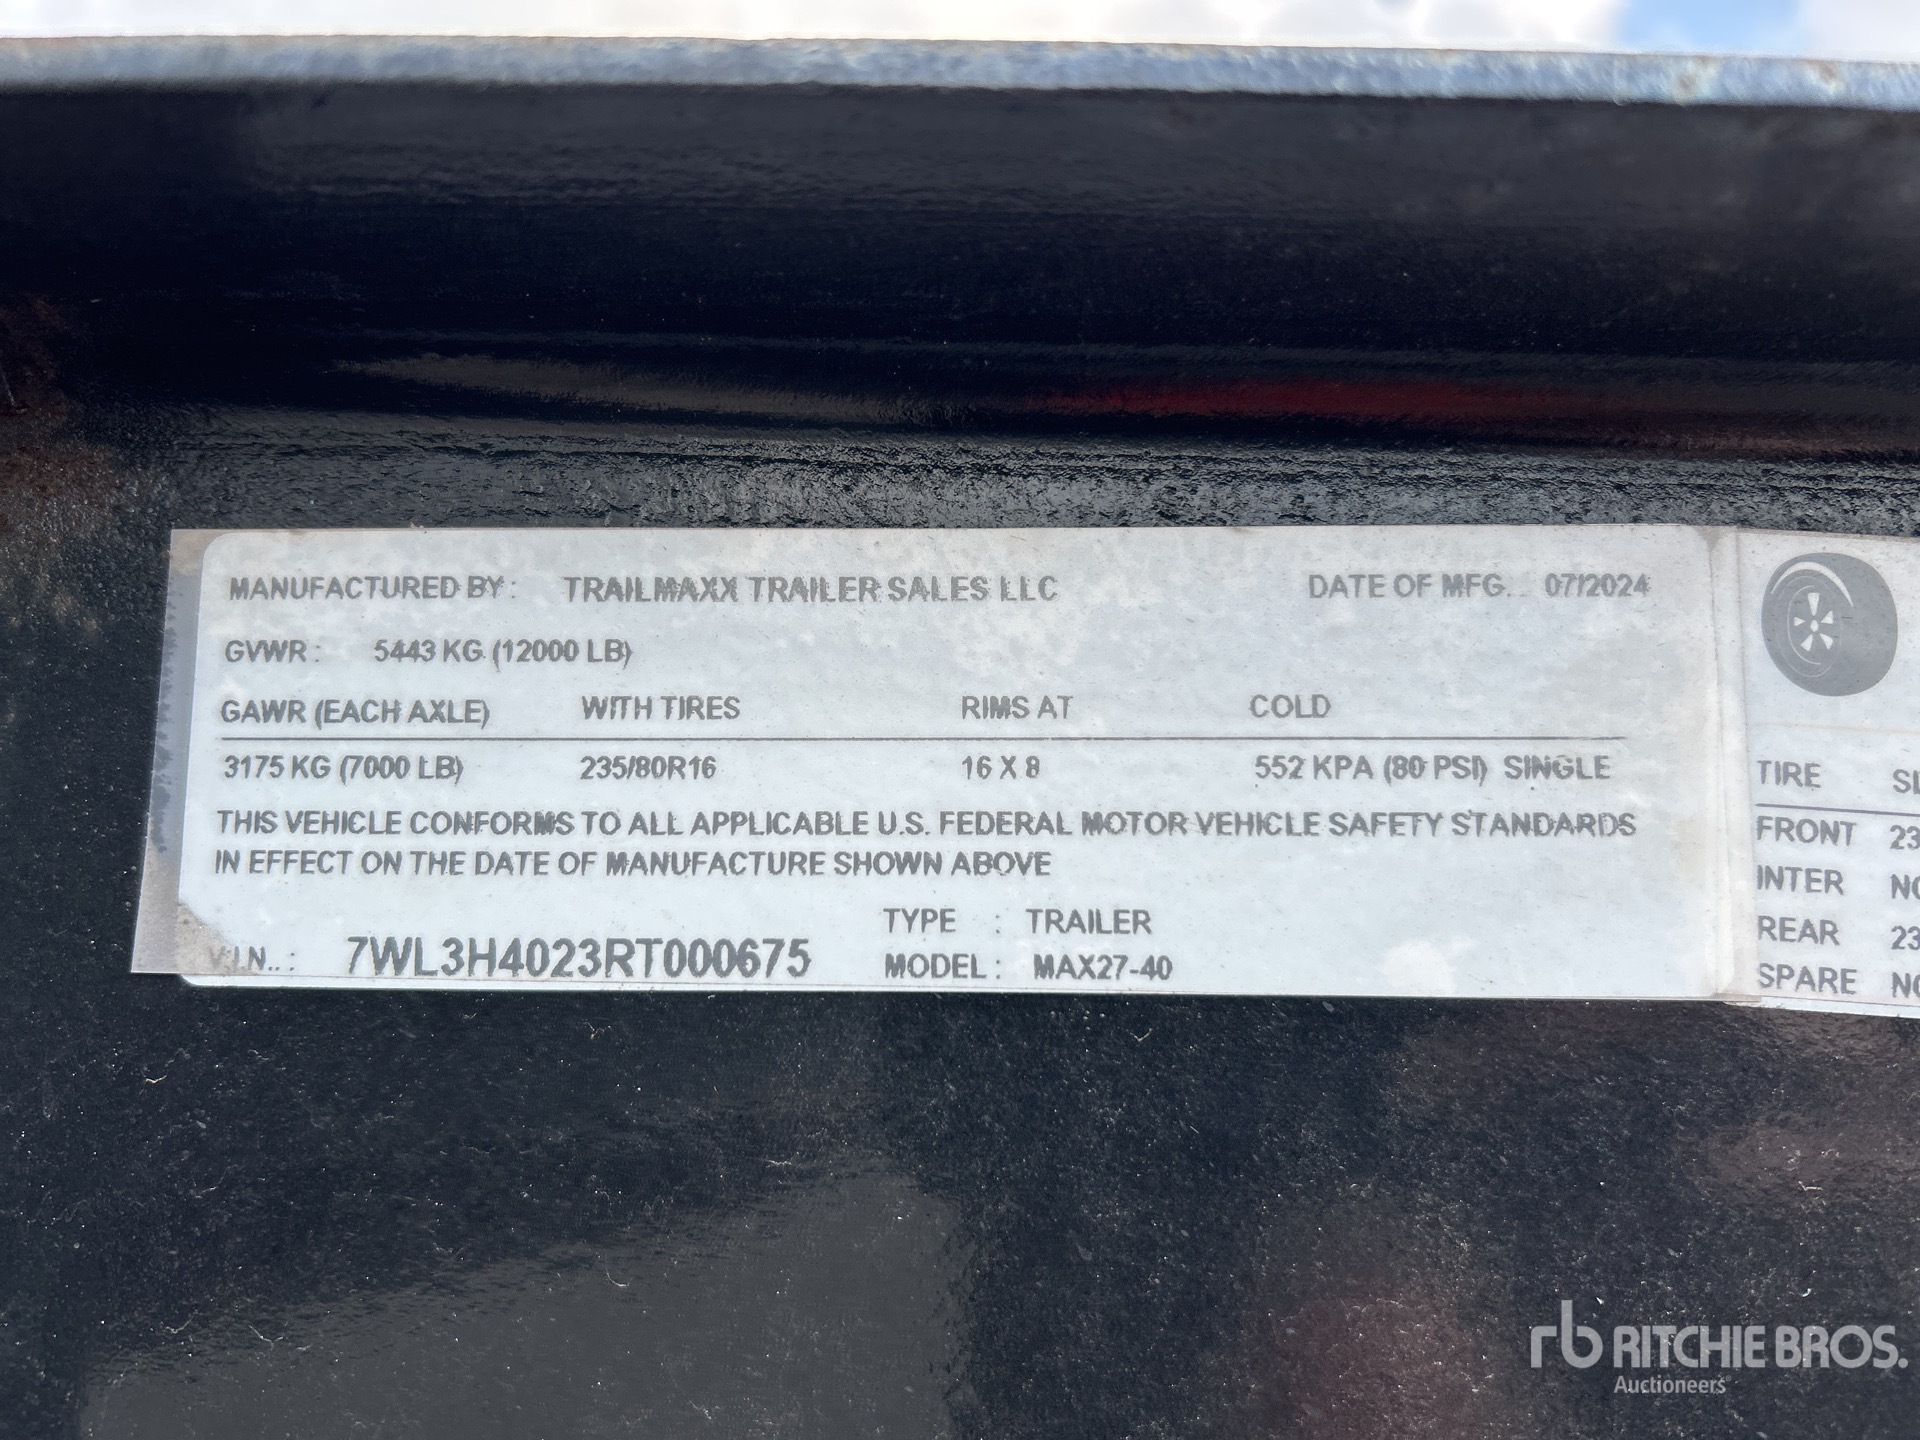 MANUFACTURED BY: TRAILMAXX TRAILER SALES LLC DATE OF MFG.. 07/2024
GVWR: 5443 KG (12000 LB)
GAWR (EACH AXLE) WITH TIRES RIMS AT COLD
3175 KG (7000 LB) 235/80R16 16 X 8 552 KPA (80 PSI) SINGLE
THIS VEHICLE CONFORMS TO ALL APPLICABLE U.S. FEDERAL MOTOR VEHICLE SAFETY STANDARDS
IN EFFECT ON THE DATE OF MANUFACTURE SHOWN ABOVE
TYPE : TRAILER
V.I.N..: 7WL3H4023RT000675 MODEL: MAX27-40
TIRE
FRONT
INTER
REAR
SPARE
rb RITCHIE BROS.
Auctioneers